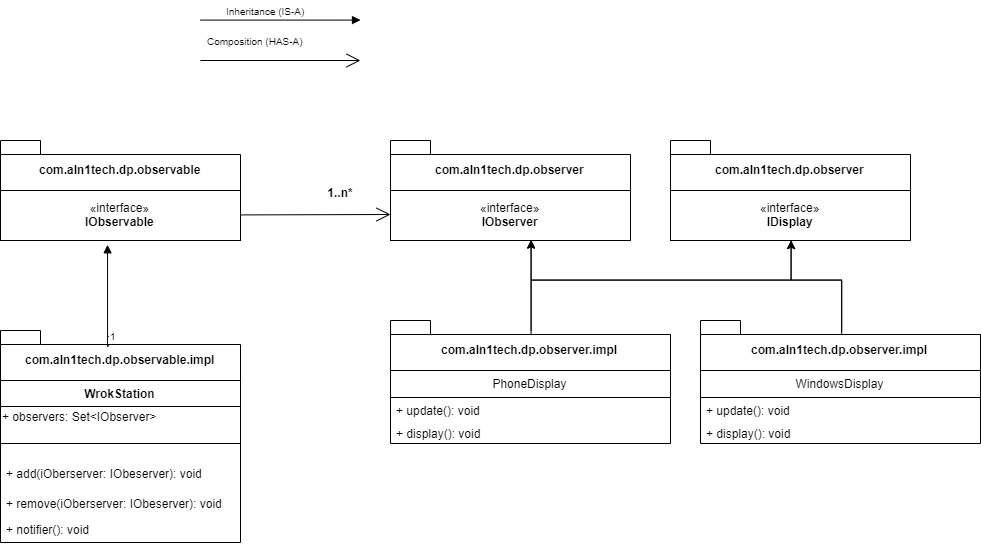 Inheritance (IS-A)
Composition (HAS-A)
com.aln1tech.dp.observable
«interface»
IObservable
1..n*
com.aln1tech.dp.observer
«interface»
IObserver
com.aln1tech.dp.observer
«interface»
IDisplay
1
com.aln1tech.dp.observable.impl
WrokStation
+ observers: Set<IObserver>
+ add(iOberserver: IObeserver): void
+ remove(iOberserver: IObeserver): void
+ notifier(): void
com.aln1tech.dp.observer.impl
PhoneDisplay
+ update(): void
+ display(): void
com.aln1tech.dp.observer.impl
WindowsDisplay
+ update(): void
+ display(): void